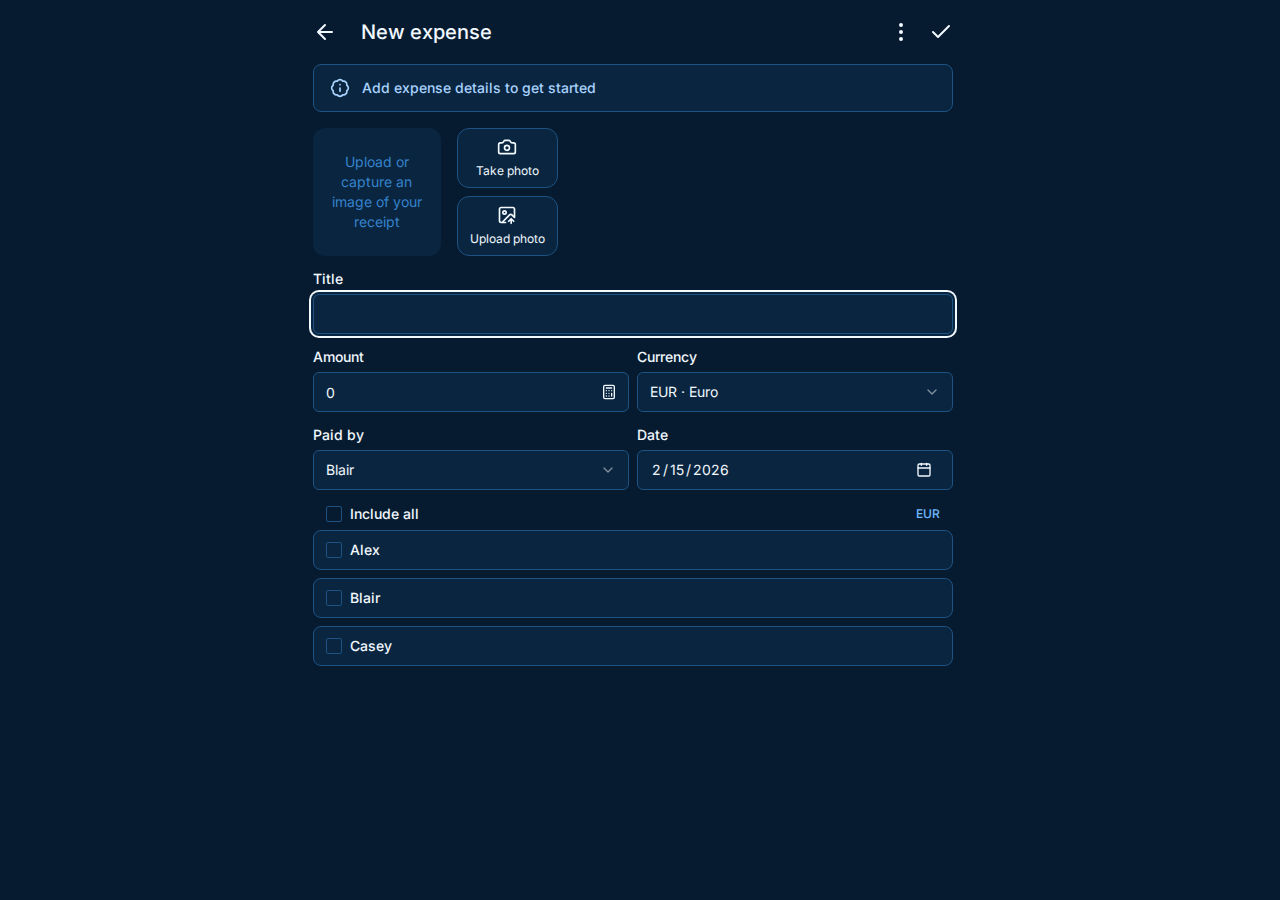 New expense
Add expense details to get started
Upload or
capture an
image of your
receipt
Take photo
Upload photo
Title
Amount
Currency
0
EUR · Euro
Paid by
Date
Blair
2/15/2026
Include all
EUR
Alex
Blair
Casey